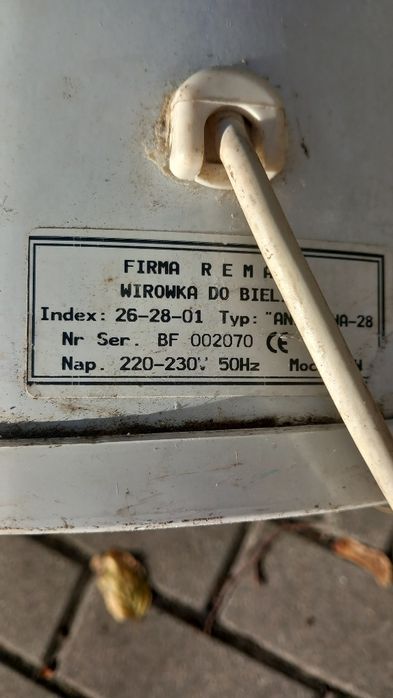 FIRMA R E M A
WIROWKA DO
Index: 26-28-01 Typ:
Nr Ser. BF 002070 CE
Nap. 220-230V 50Hz